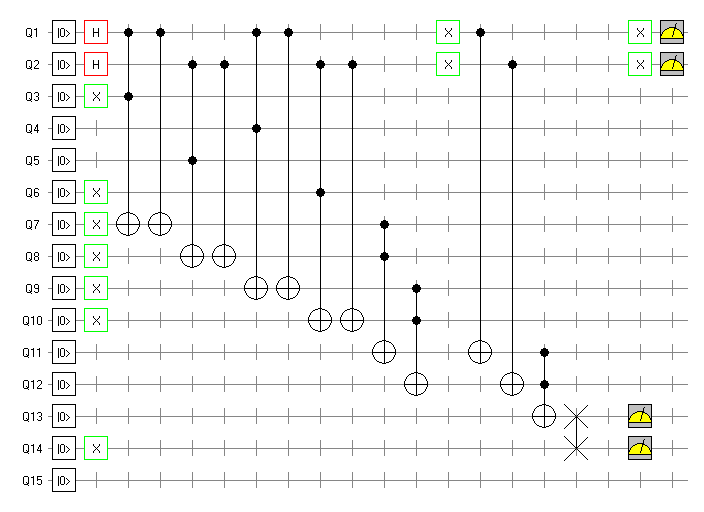 Q1 |0> H X X
Q2 |0> H X X
Q3 |0> X
Q4 |0>
Q5 |0>
Q6 |0> X
Q7 |0> X
Q8 |0> X
Q9 |0> X
Q10 |0> X
Q11 |0>
Q12 |0>
Q13 |0>
Q14 |0> X
Q15 |0>